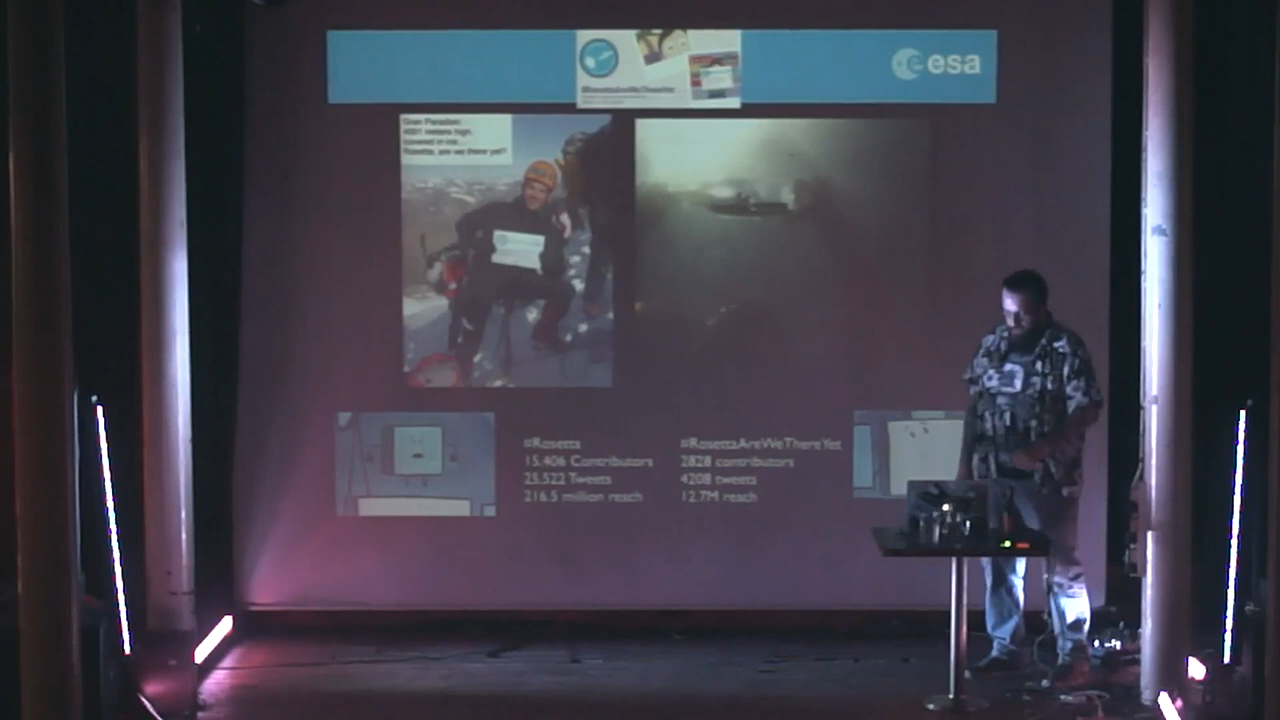 esa
Gran Paradiso:
4001 meters high.
covered in ice...
Rosetta, are we there yet?
#Rosetta
15.406 Contributors
25.522 Tweets
216.5 million reach
#RosettaAreWeThereYet
2828 contributors
4208 tweets
12.7M reach